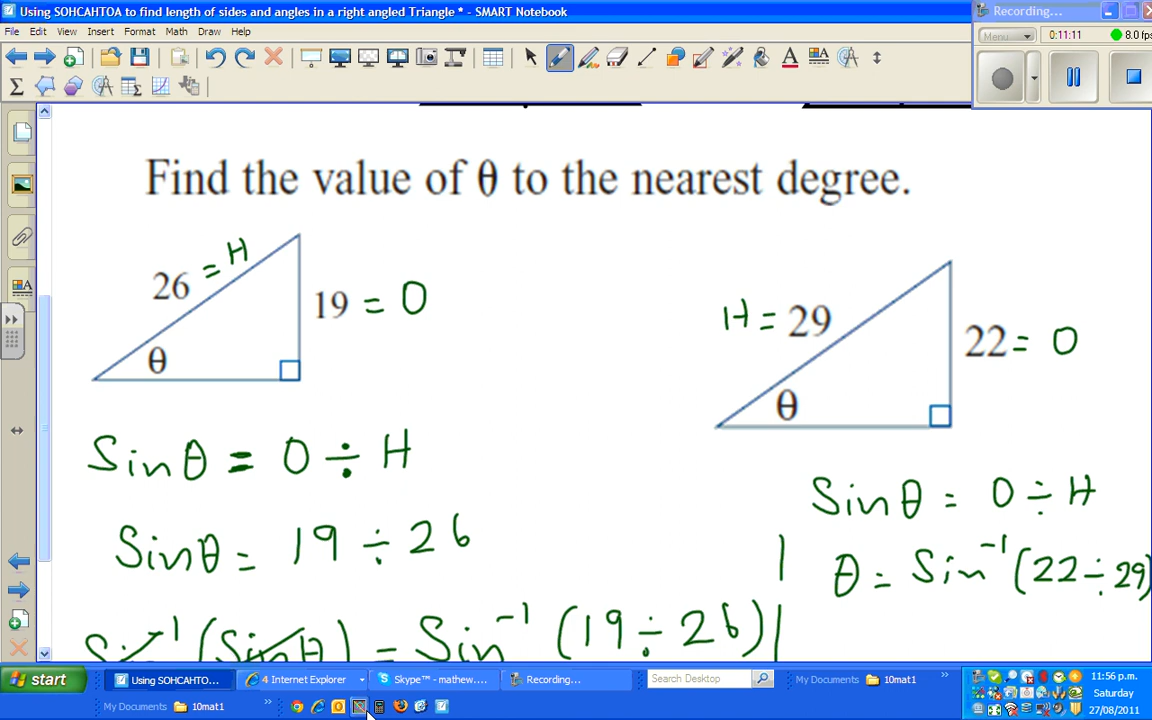 Using SOHCAHTOA to find length of sides and angles in a right angled Triangle * - SMART Notebook
Recording...
File Edit View Insert Format Math Draw Help
Menu
0:11:11
8.0 fps
Find the value of θ to the nearest degree.
26 = H
19 = O
θ
H = 29
22 = O
θ
Sinθ = O ÷ H
Sinθ = 19 ÷ 26
Sin⁻¹ (Sinθ) = Sin⁻¹ (19 ÷ 26)
Sinθ = O ÷ H
θ = Sin⁻¹ (22 ÷ 29)
start
Using SOHCAHTO...
4 Internet Explorer
Skype™ - mathew....
Recording...
Search Desktop
My Documents
10mat1
11:56 p.m.
My Documents
10mat1
Saturday
27/08/2011